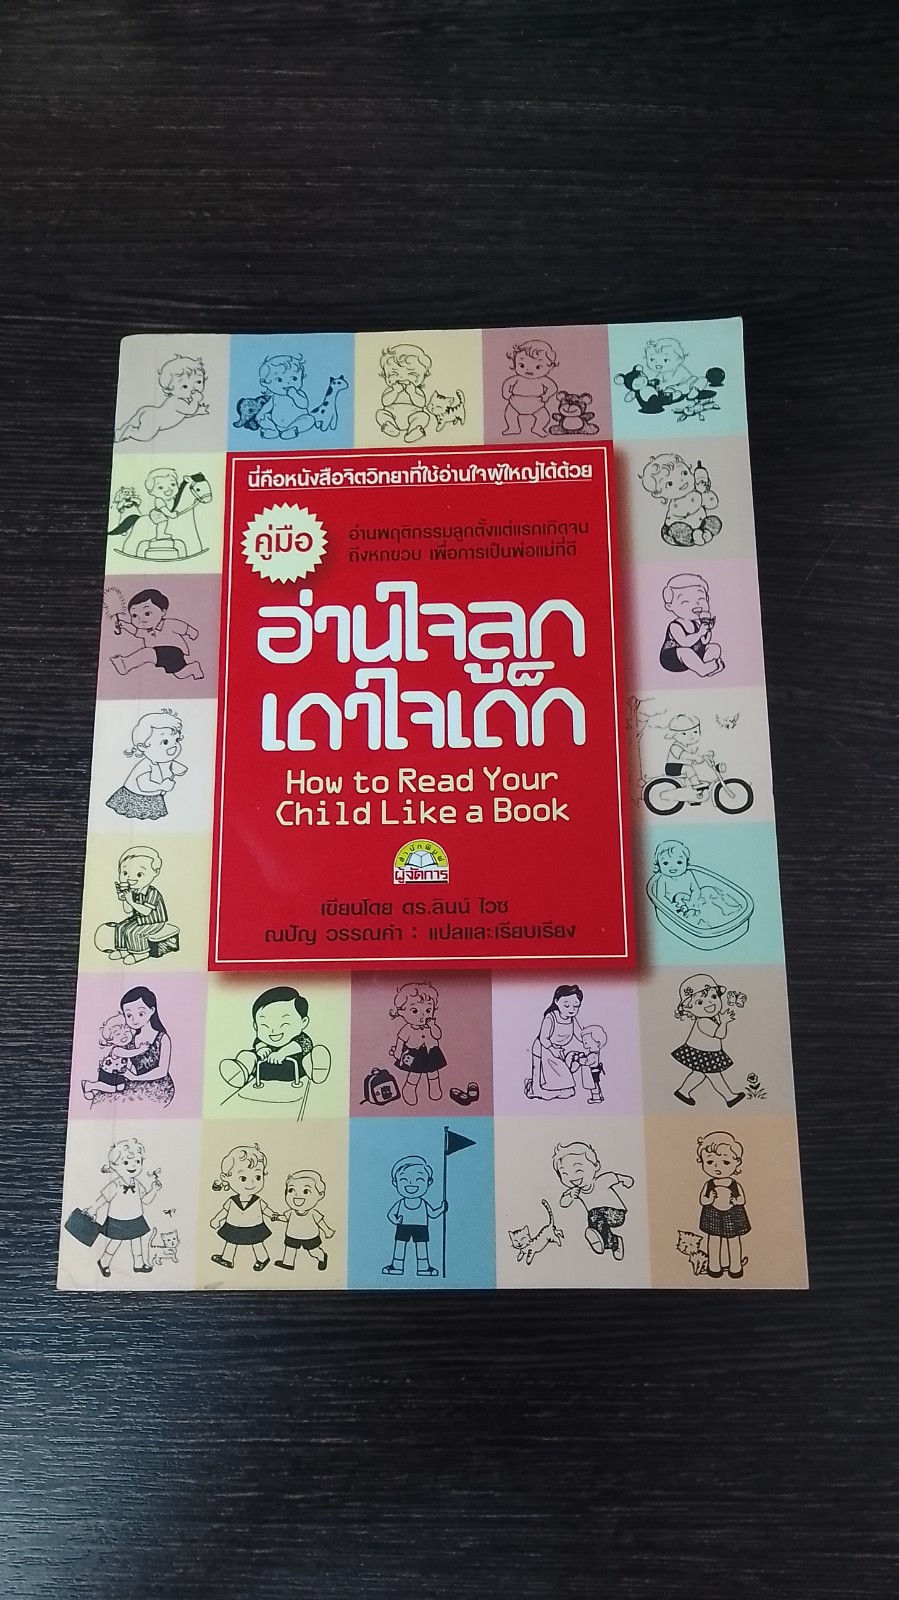 นี่คือหนังสือจิตวิทยาที่ใช้อ่านใจผู้ใหญ่ได้ด้วย
คู่มือ
อ่านพฤติกรรมลูกตั้งแต่แรกเกิดจน
ถึงหกขวบ เพื่อการเป็นพ่อแม่ที่ดี
อ่านใจลูก
เดาใจเด็ก
How to Read Your
Child Like a Book
สำนักพิมพ์
ผู้จัดการ
เขียนโดย ดร.ลินน์ ไวซ
ณปัญ วรรณคำ : แปลและเรียบเรียง